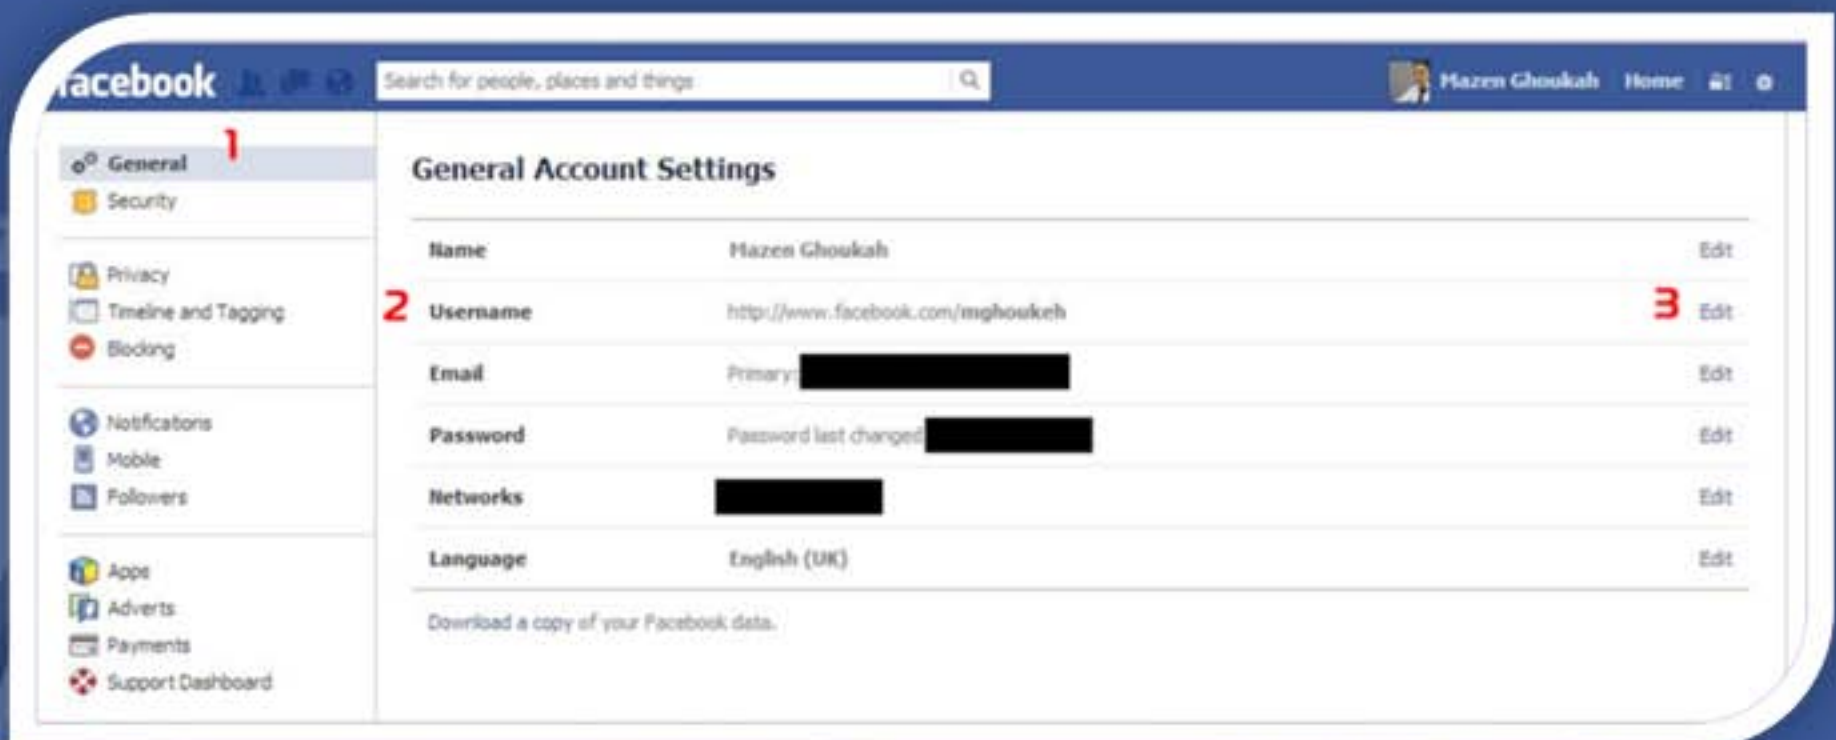 facebook
Search for people, places and things
Mazen Ghoukah Home
1
General
Security
Privacy
Timeline and Tagging
Blocking
Notifications
Mobile
Followers
Apps
Adverts
Payments
Support Dashboard
General Account Settings
Name Mazen Ghoukah Edit
2 Username http://www.facebook.com/mghoukeh 3 Edit
Email Primary: Edit
Password Password last changed Edit
Networks Edit
Language English (UK) Edit
Download a copy of your Facebook data.